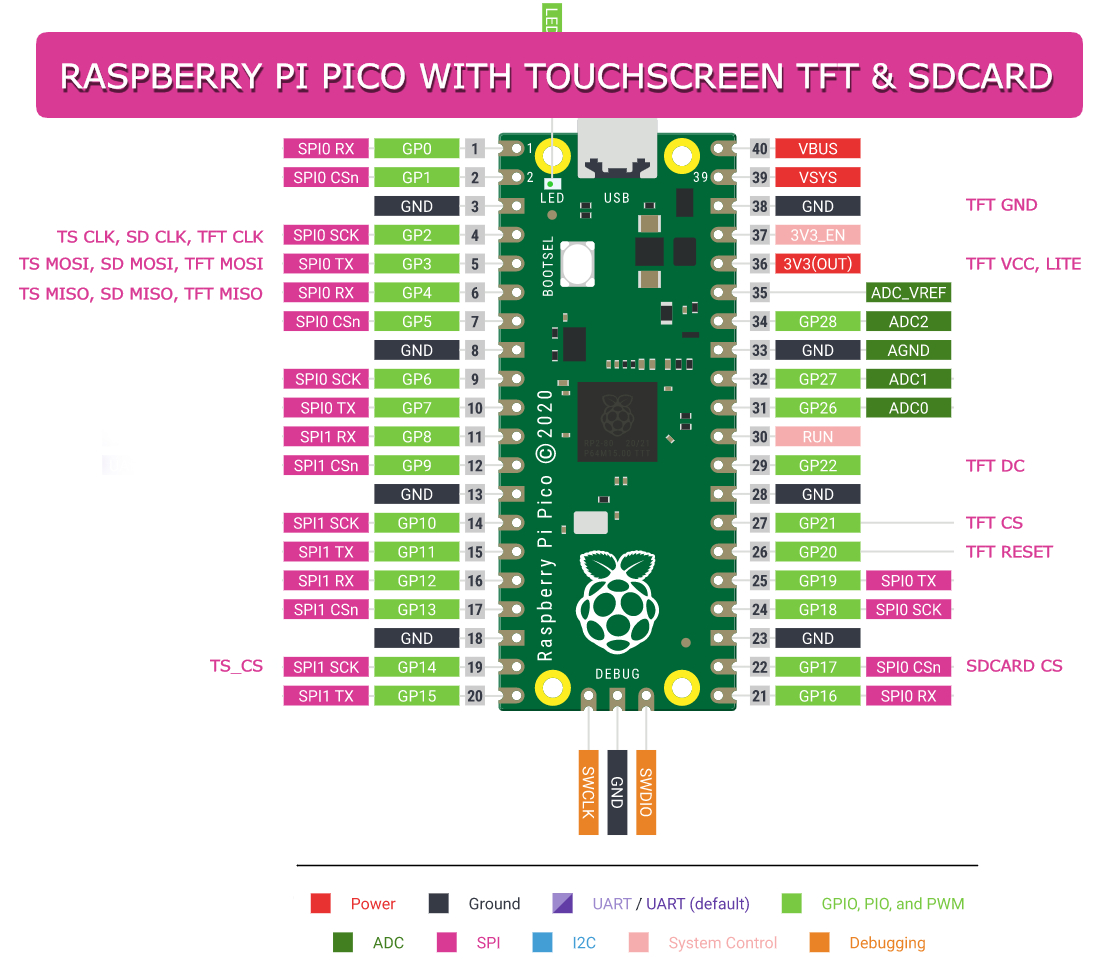 LED
RASPBERRY PI PICO WITH TOUCHSCREEN TFT & SDCARD
SPI0 RX GP0 1 1 40 VBUS
SPI0 CSn GP1 2 2 LED USB 39 39 VSYS
GND 3 38 GND TFT GND
TS CLK, SD CLK, TFT CLK SPI0 SCK GP2 4 37 3V3_EN
TS MOSI, SD MOSI, TFT MOSI SPI0 TX GP3 5 BOOTSEL 36 3V3(OUT) TFT VCC, LITE
TS MISO, SD MISO, TFT MISO SPI0 RX GP4 6 35 ADC_VREF
SPI0 CSn GP5 7 34 GP28 ADC2
GND 8 33 GND AGND
SPI0 SCK GP6 9 32 GP27 ADC1
SPI0 TX GP7 10 31 GP26 ADC0
SPI1 RX GP8 11 30 RUN
SPI1 CSn GP9 12 29 GP22 TFT DC
GND 13 28 GND
SPI1 SCK GP10 14 27 GP21 TFT CS
SPI1 TX GP11 15 26 GP20 TFT RESET
SPI1 RX GP12 16 25 GP19 SPI0 TX
SPI1 CSn GP13 17 24 GP18 SPI0 SCK
GND 18 23 GND
TS_CS SPI1 SCK GP14 19 22 GP17 SPI0 CSn SDCARD CS
SPI1 TX GP15 20 21 GP16 SPI0 RX
Raspberry Pi Pico © 2020
DEBUG
SWCLK GND SWDIO
Power Ground UART / UART (default) GPIO, PIO, and PWM
ADC SPI I2C System Control Debugging